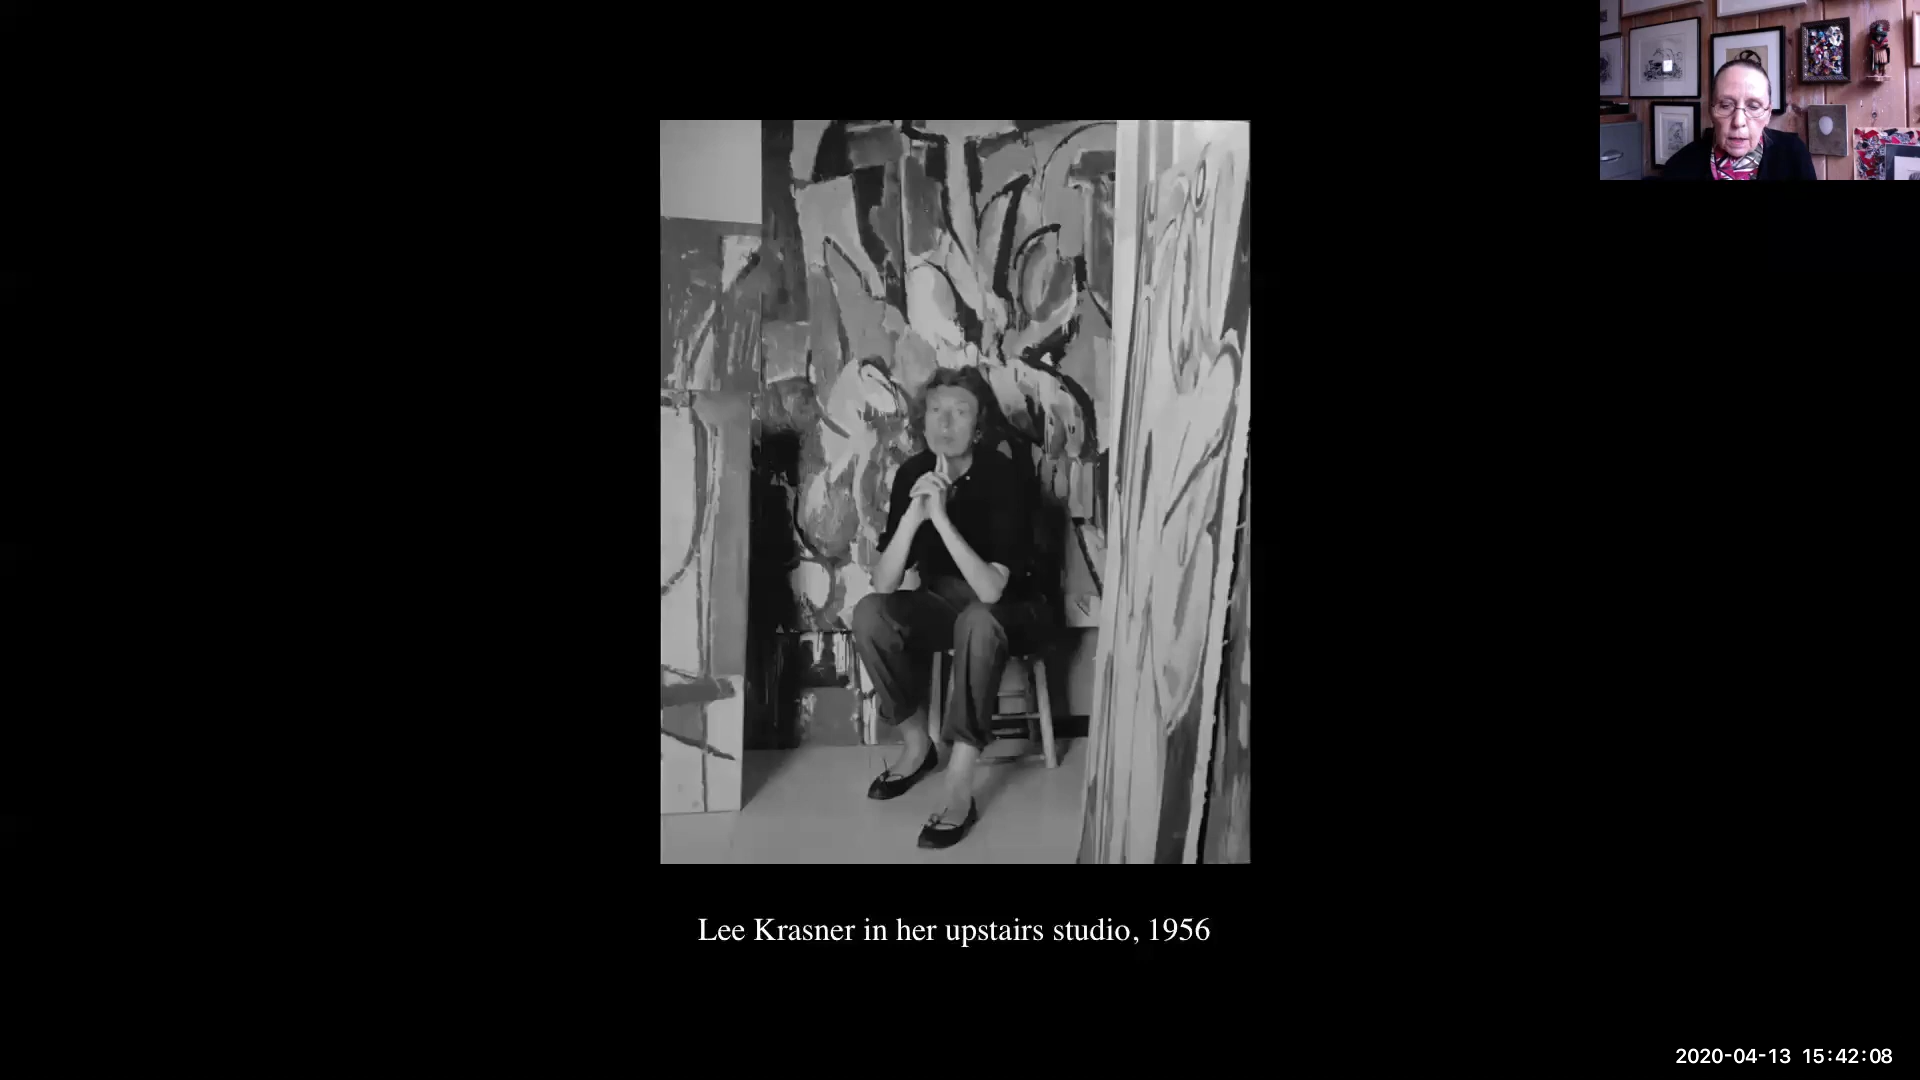 Lee Krasner in her upstairs studio, 1956
2020-04-13 15:42:08